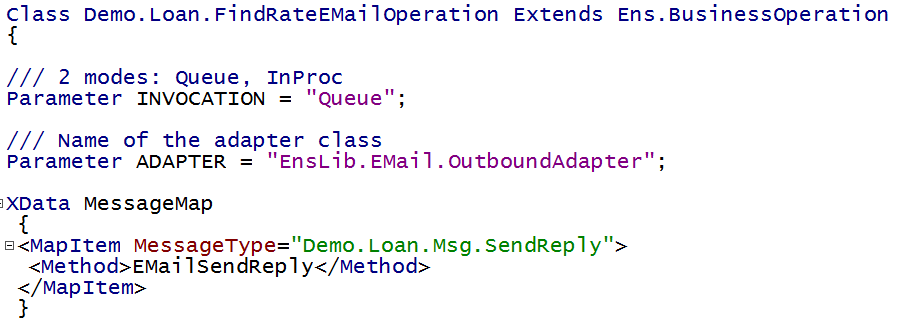 Class Demo.Loan.FindRateEMailOperation Extends Ens.BusinessOperation
{
/// 2 modes: Queue, InProc
Parameter INVOCATION = "Queue";
/// Name of the adapter class
Parameter ADAPTER = "EnsLib.EMail.OutboundAdapter";
XData MessageMap
{
<MapItem MessageType="Demo.Loan.Msg.SendReply">
<Method>EMailSendReply</Method>
</MapItem>
}